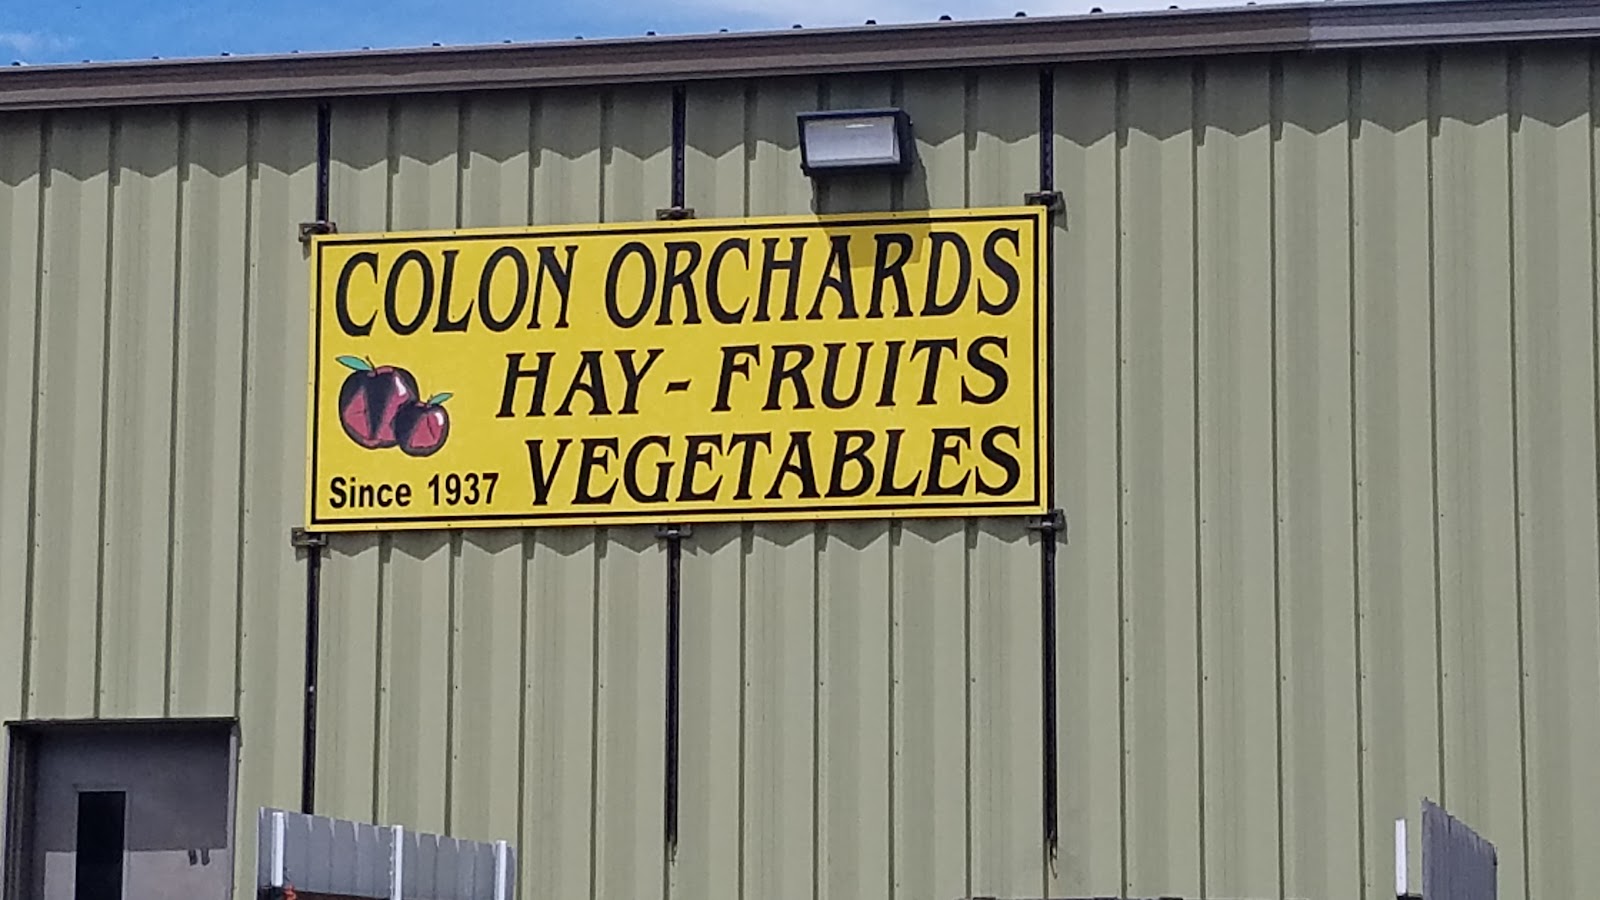 COLON ORCHARDS
HAY - FRUITS
VEGETABLES
Since 1937